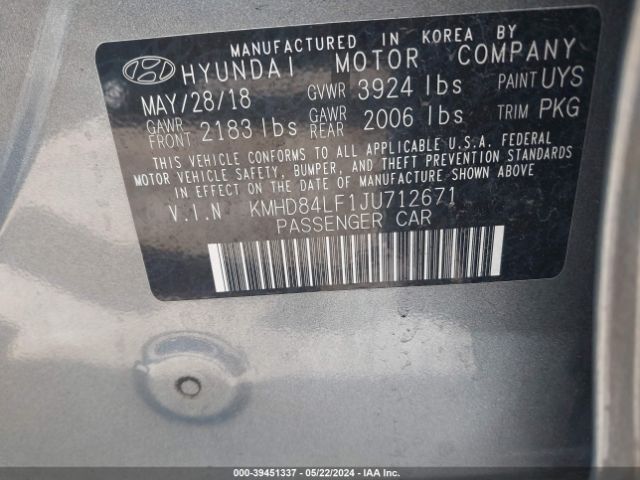 MANUFACTURED IN KOREA BY
HYUNDAI MOTOR COMPANY
MAY/28/18 GVWR 3924 lbs PAINT UYS
GAWR FRONT 2183 lbs GAWR REAR 2006 lbs TRIM PKG
THIS VEHICLE CONFORMS TO ALL APPLICABLE U.S.A. FEDERAL
MOTOR VEHICLE SAFETY, BUMPER, AND THEFT PREVENTION STANDARDS
IN EFFECT ON THE DATE OF MANUFACTURE SHOWN ABOVE.
V.I.N KMHD84LF1JU712671
PASSENGER CAR
000-39451337 - 05/22/2024 - IAA Inc.